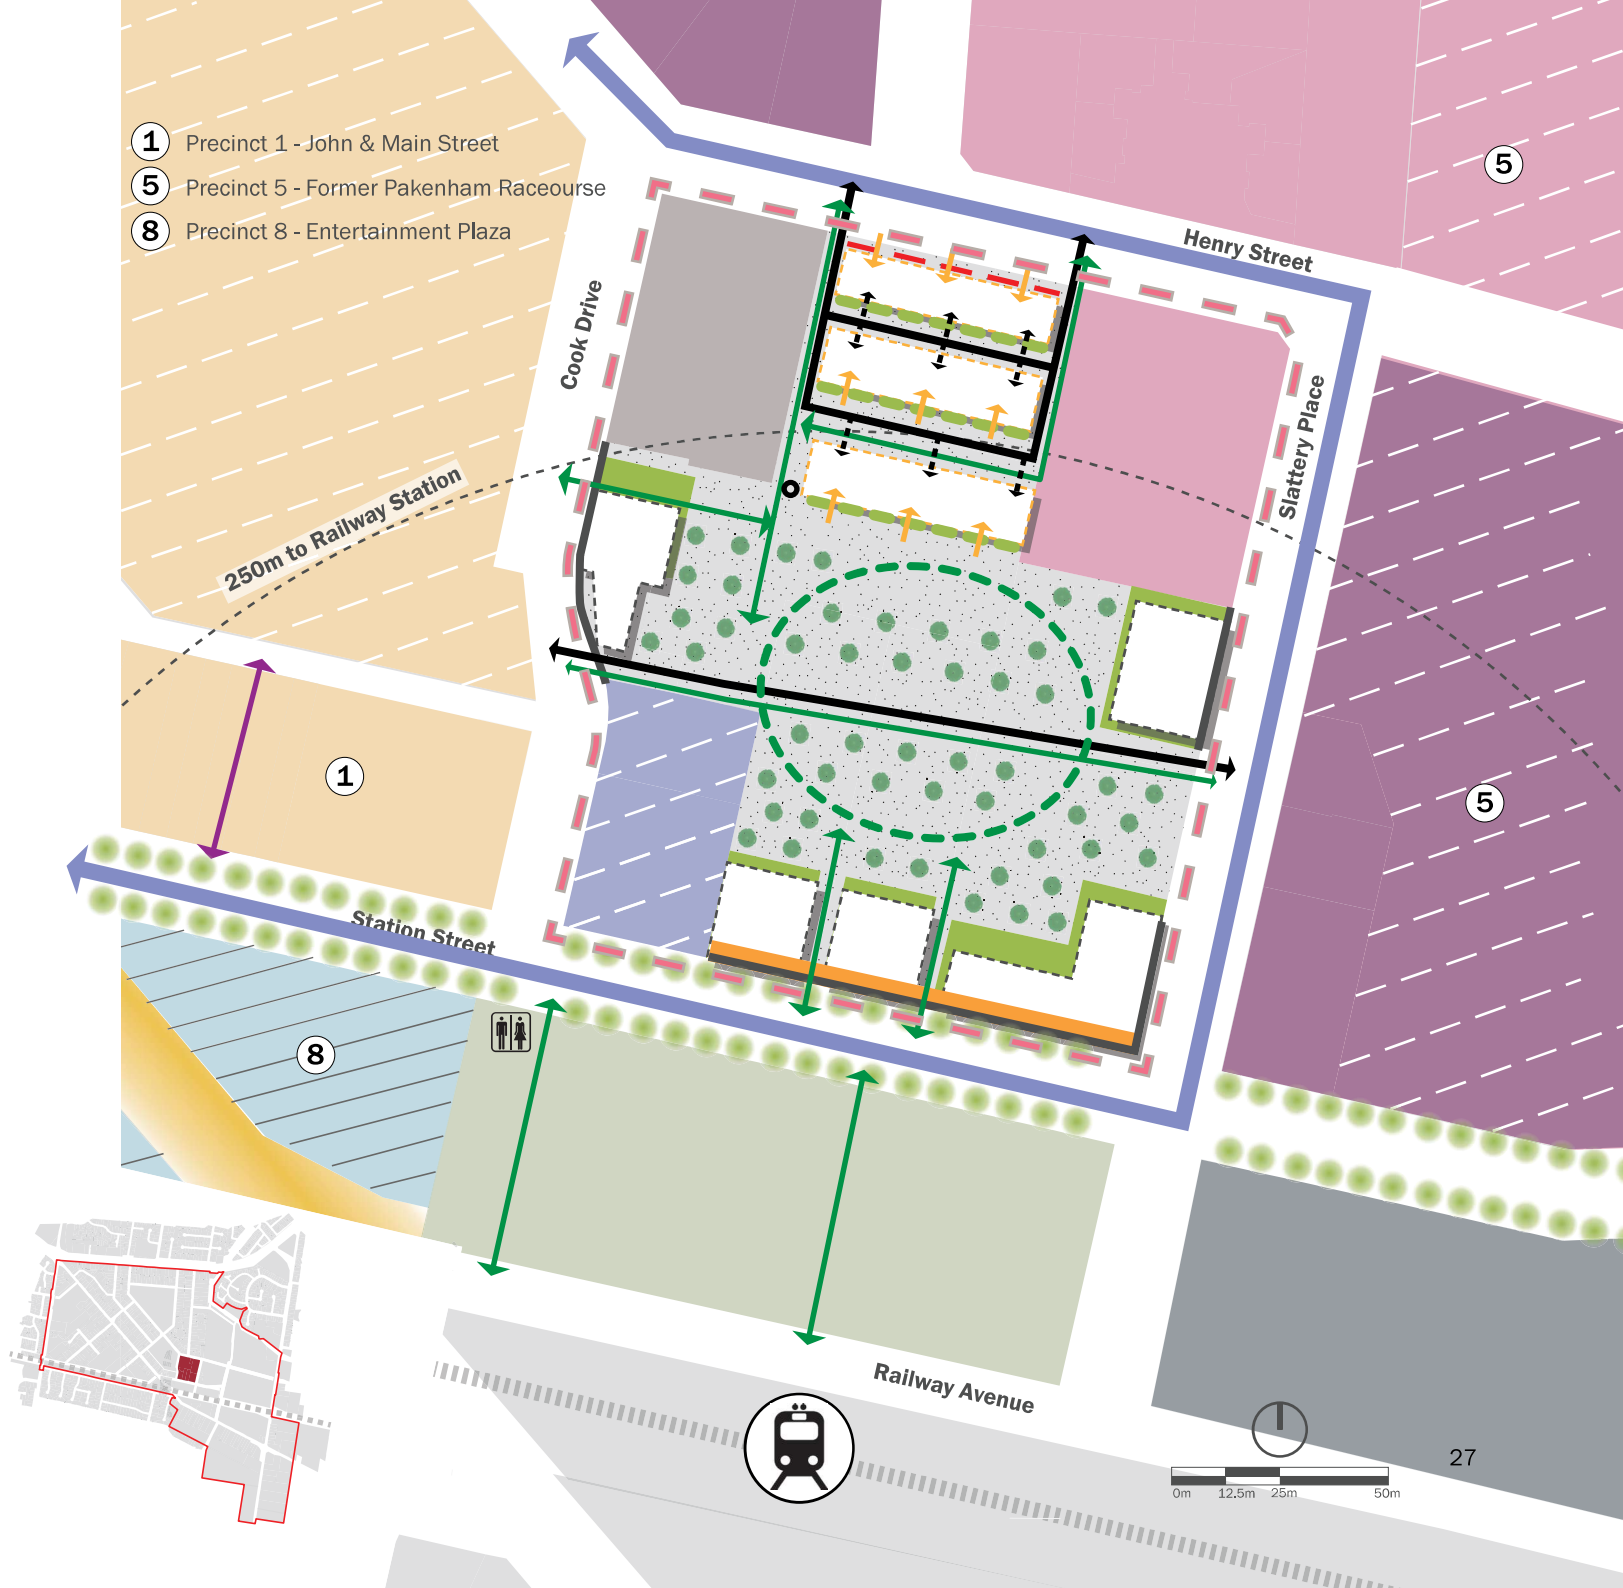 1 Precinct 1 - John & Main Street
5 Precinct 5 - Former Pakenham Raceourse
8 Precinct 8 - Entertainment Plaza
5
Henry Street
Cook Drive
Slattery Place
250m to Railway Station
1
5
Station Street
8
Railway Avenue
27
0m 12.5m 25m 50m